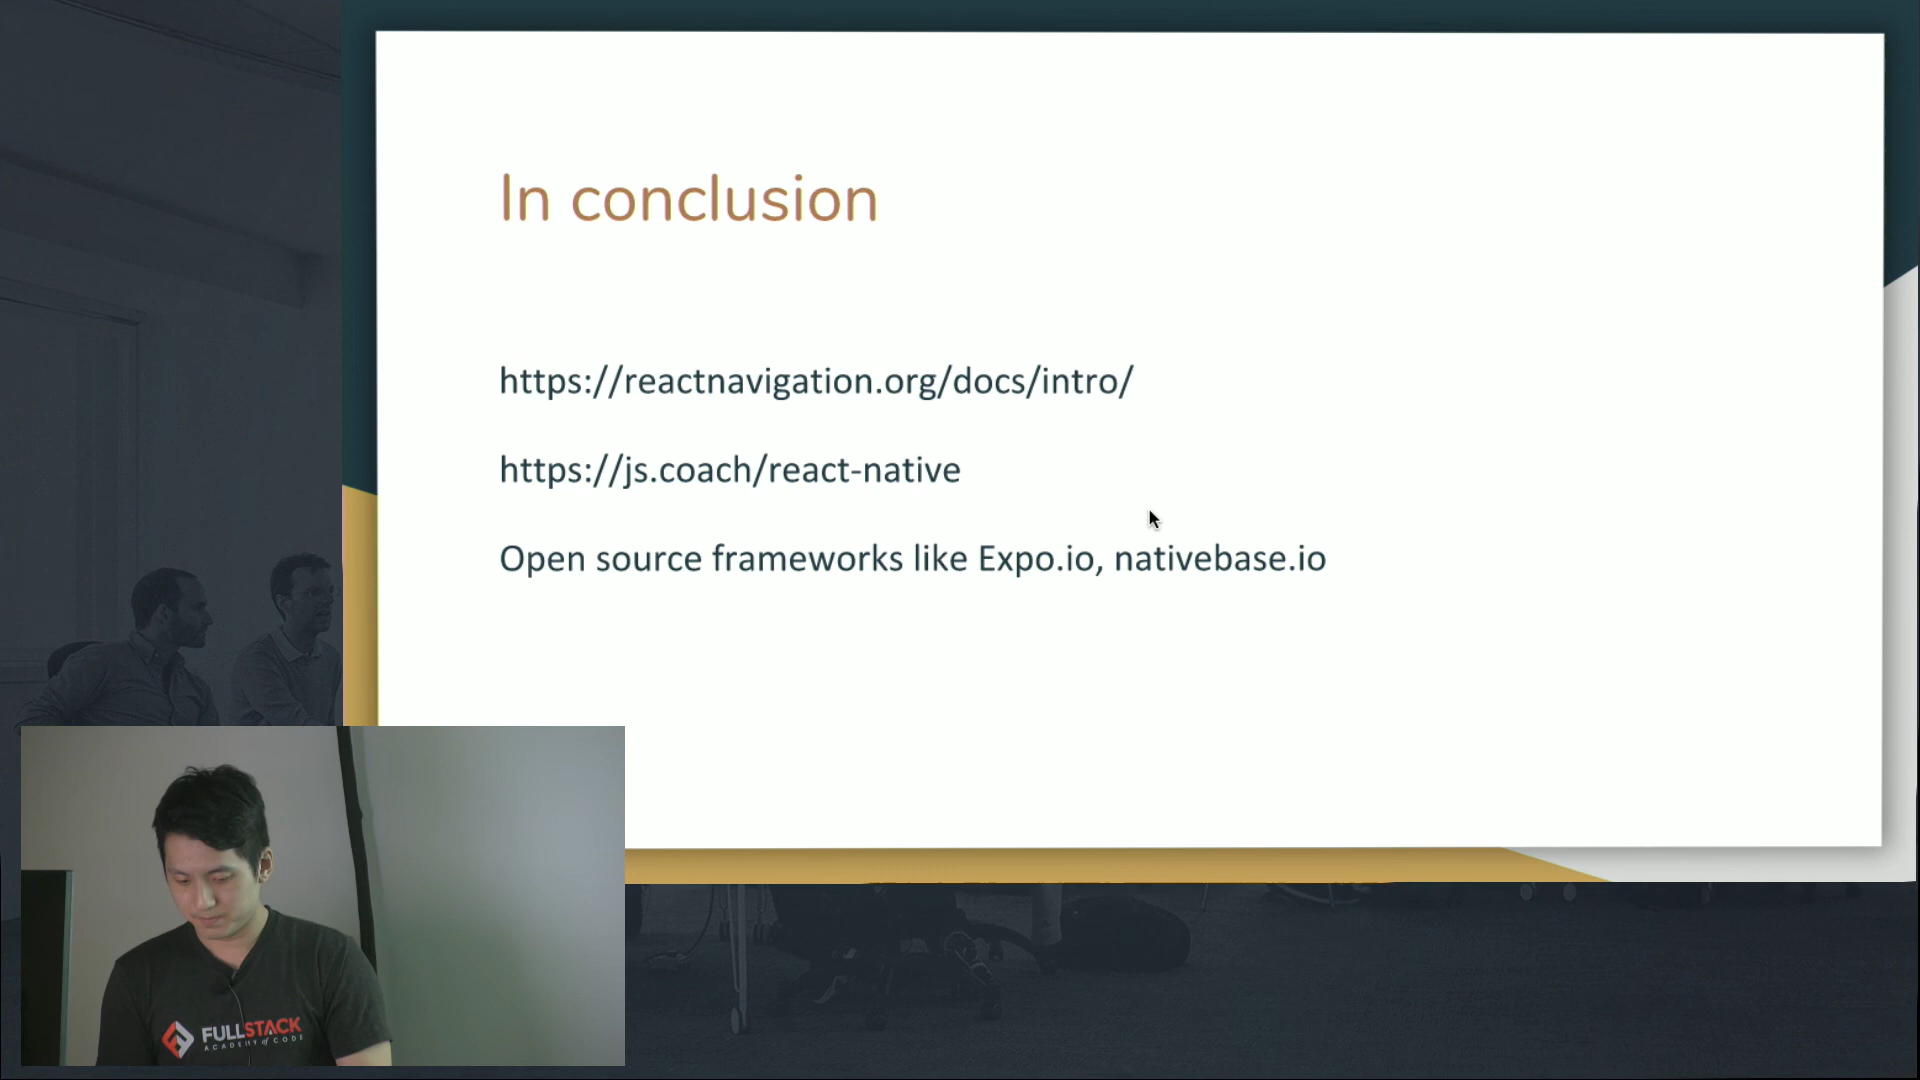 In conclusion
https://reactnavigation.org/docs/intro/
https://js.coach/react-native
Open source frameworks like Expo.io, nativebase.io
FULLSTACK
ACADEMY of CODE